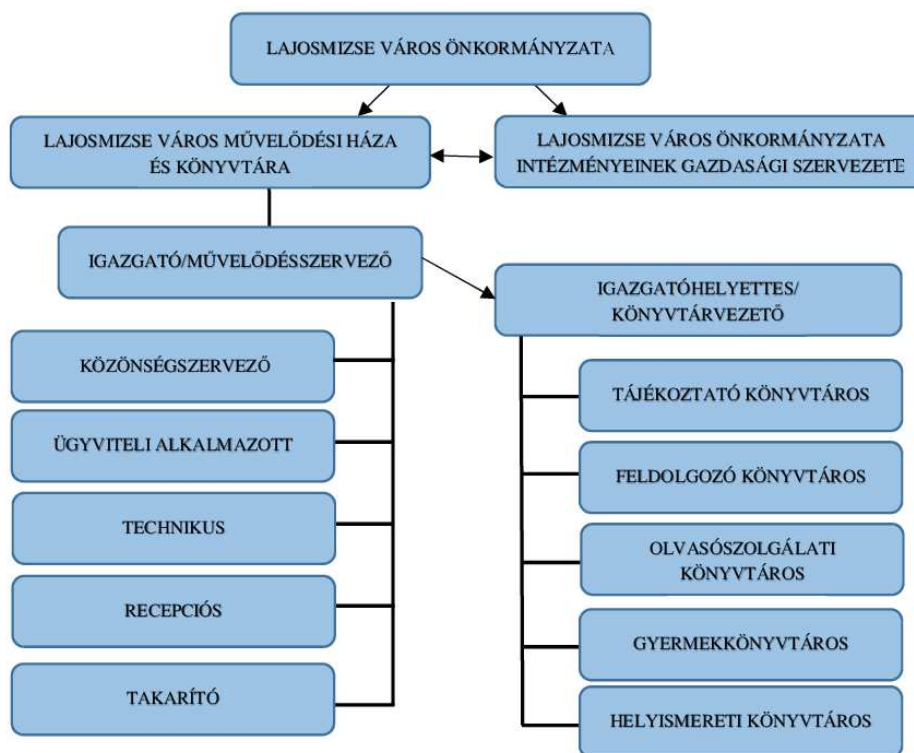 LAJOSMIZSE VÁROS ÖNKORMÁNYZATA
LAJOSMIZSE VÁROS MŰVELŐDÉSI HÁZA
ÉS KÖNYVTÁRA
LAJOSMIZSE VÁROS ÖNKORMÁNYZATA
INTÉZMÉNYEINEK GAZDASÁGI SZERVEZETE
IGAZGATÓ/MŰVELŐDÉSSZERVEZŐ
IGAZGATÓHELYETTES/
KÖNYVTÁRVEZETŐ
KÖZÖNSÉGSZERVEZŐ
ÜGYVITELI ALKALMAZOTT
TECHNIKUS
RECEPCIÓS
TAKARÍTÓ
TÁJÉKOZTATÓ KÖNYVTÁROS
FELDOLGOZÓ KÖNYVTÁROS
OLVASÓSZOLGÁLATI
KÖNYVTÁROS
GYERMEKKÖNYVTÁROS
HELYISMERETI KÖNYVTÁROS